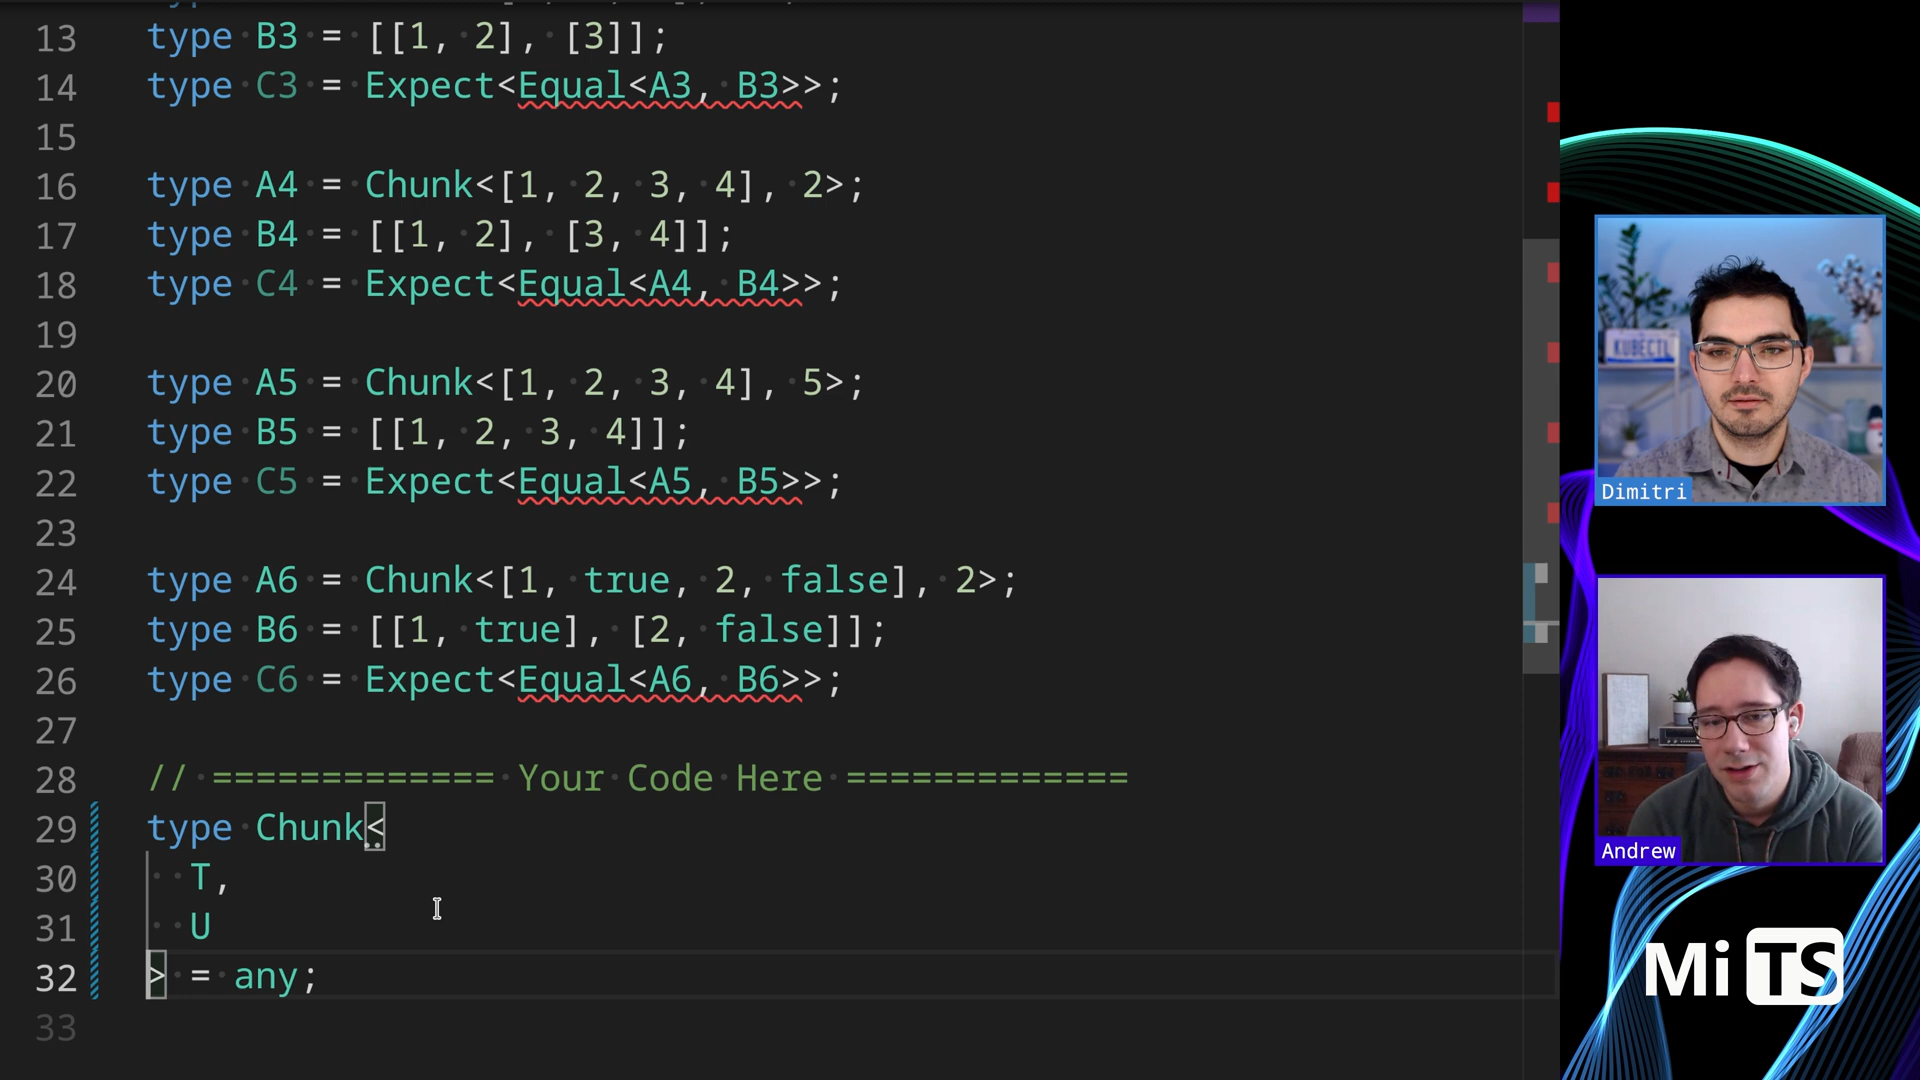 13 type B3 = [[1, 2], [3]];
14 type C3 = Expect<Equal<A3, B3>>;
15
16 type A4 = Chunk<[1, 2, 3, 4], 2>;
17 type B4 = [[1, 2], [3, 4]];
18 type C4 = Expect<Equal<A4, B4>>;
19
20 type A5 = Chunk<[1, 2, 3, 4], 5>;
21 type B5 = [[1, 2, 3, 4]];
22 type C5 = Expect<Equal<A5, B5>>;
23
24 type A6 = Chunk<[1, true, 2, false], 2>;
25 type B6 = [[1, true], [2, false]];
26 type C6 = Expect<Equal<A6, B6>>;
27
28 // ============= Your Code Here =============
29 type Chunk<
30 T,
31 U
32 > = any;
33
KUBECTL
Dimitri
Andrew
MiTS